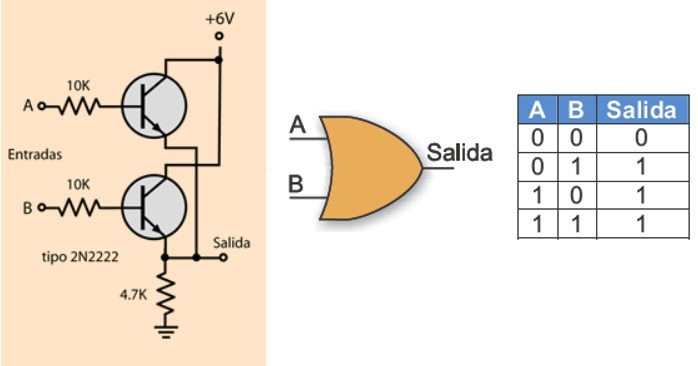 +6V
10K
A
Entradas
10K
B
tipo 2N2222
Salida
4.7K
A
B
Salida
A B Salida
0 0 0
0 1 1
1 0 1
1 1 1